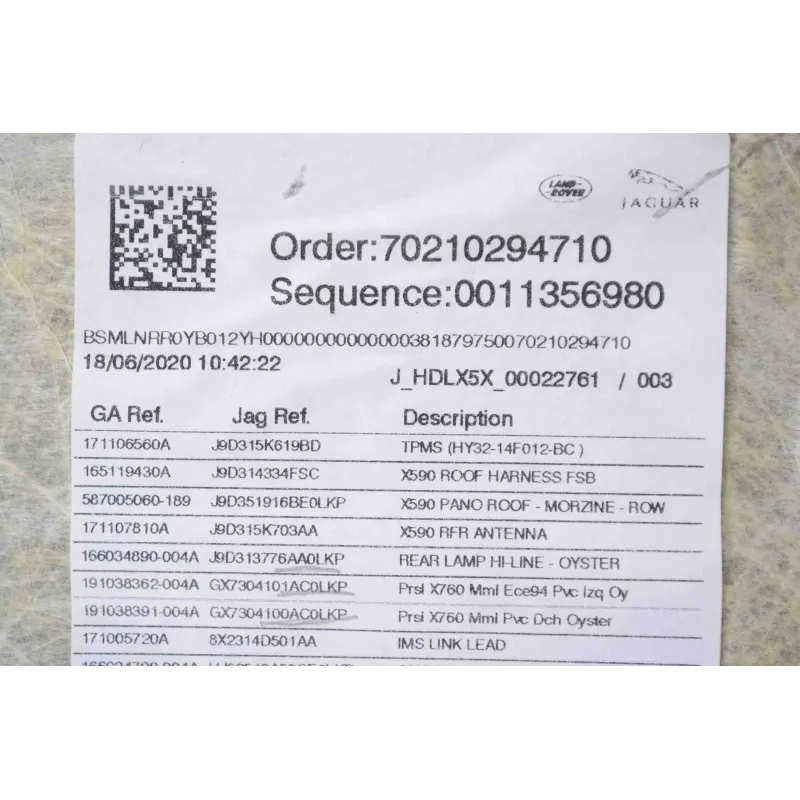 LAND-
ROVER
JAGUAR
Order:70210294710
Sequence:0011356980
18/06/2020 10:42:22
J_HDLX5X_00022761 / 003
GA Ref. Jag Ref. Description
171106560A J9D315K619BD TPMS (HY32-14F012-BC )
165119430A J9D314334FSC X590 ROOF HARNESS FSB
587005060-189 J9D351916BE0LKP X590 PANO ROOF - MORZINE - ROW
171107810A J9D315K703AA X590 RFR ANTENNA
166034890-004A J9D313776AA0LKP REAR LAMP HI-LINE - OYSTER
191038362-004A GX7304101AC0LKP Prsl X760 Mml Ece94 Pvc Izq Oy
191038391-004A GX7304100AC0LKP Prsl X760 Mml Pvc Dch Oyster
171005720A 8X2314D501AA IMS LINK LEAD